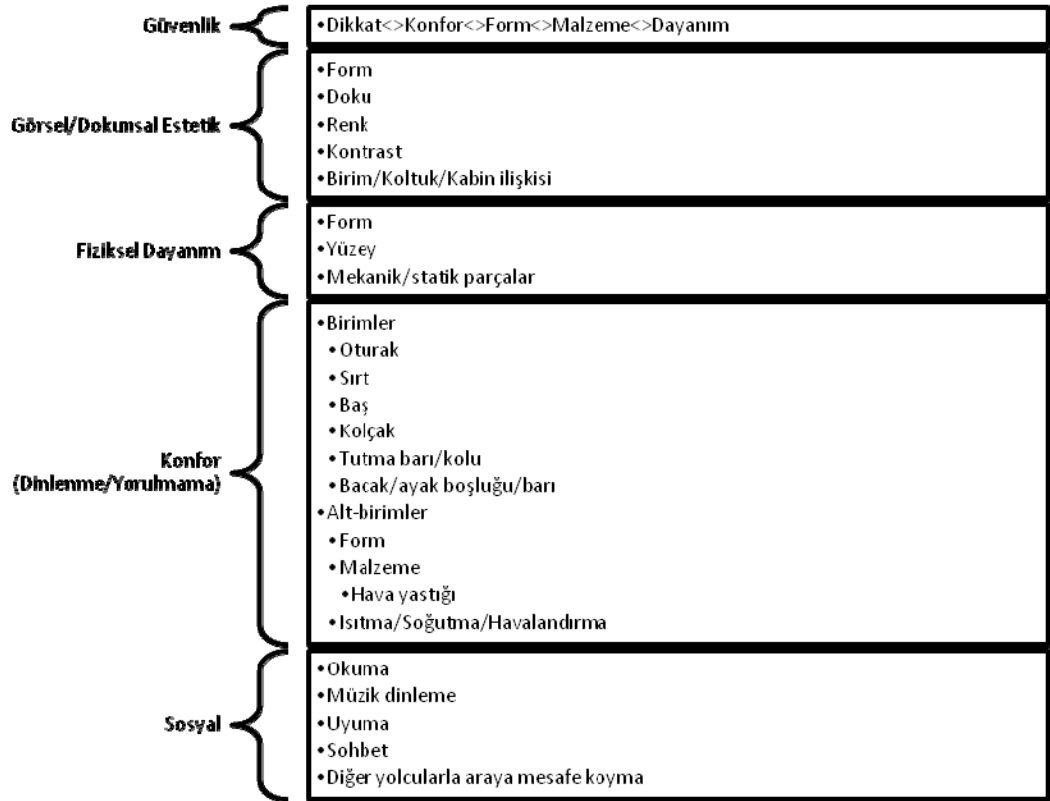 Güvenlik
•Dikkat<>Konfor<>Form<>Malzeme<>Dayanım
Görsel/Dokunsal Estetik
•Form
•Doku
•Renk
•Kontrast
•Birim/Koltuk/Kabin ilişkisi
Fiziksel Dayanım
•Form
•Yüzey
•Mekanik/statik parçalar
Konfor
(Dinlenme/Yorulmama)
•Birimler
•Oturak
•Sırt
•Baş
•Kolçak
•Tutma barı/kolu
•Bacak/ayak boşluğu/barı
•Alt-birimler
•Form
•Malzeme
•Hava yastığı
•Isıtma/Soğutma/Havalandırma
Sosyal
•Okuma
•Müzik dinleme
•Uyuma
•Sohbet
•Diğer yolcularla araya mesafe koyma